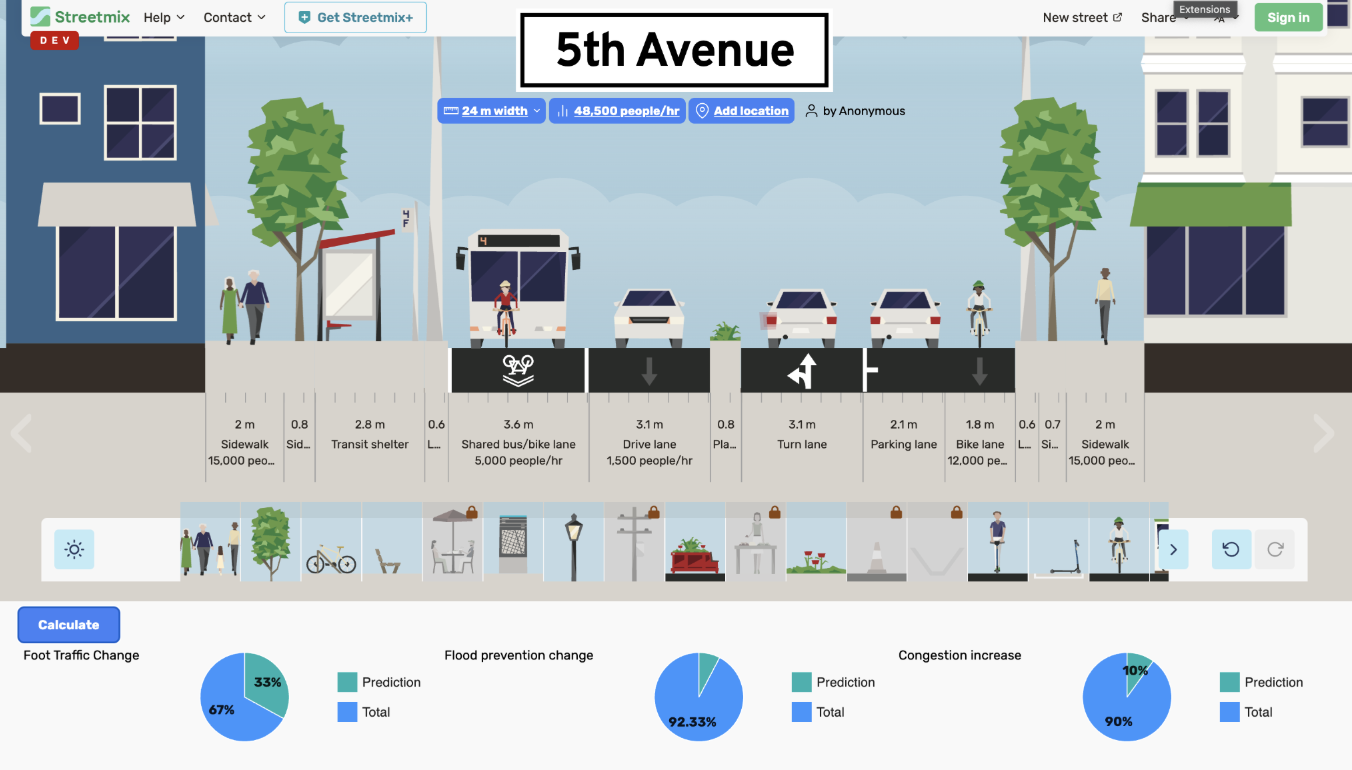 Streetmix
Help
Contact
Get Streetmix+
DEV
5th Avenue
New street
Share
Extensions
Sign in
24 m width
48,500 people/hr
Add location
by Anonymous
4
F
4
2 m
Sidewalk
15,000 peo...
0.8
Sid...
2.8 m
Transit shelter
0.6
L...
3.6 m
Shared bus/bike lane
5,000 people/hr
3.1 m
Drive lane
1,500 people/hr
0.8
Pla...
3.1 m
Turn lane
2.1 m
Parking lane
1.8 m
Bike lane
12,000 pe...
0.6
L...
0.7
Si...
2 m
Sidewalk
15,000 peo...
Calculate
Foot Traffic Change
33%
67%
Prediction
Total
Flood prevention change
92.33%
Prediction
Total
Congestion increase
10%
90%
Prediction
Total